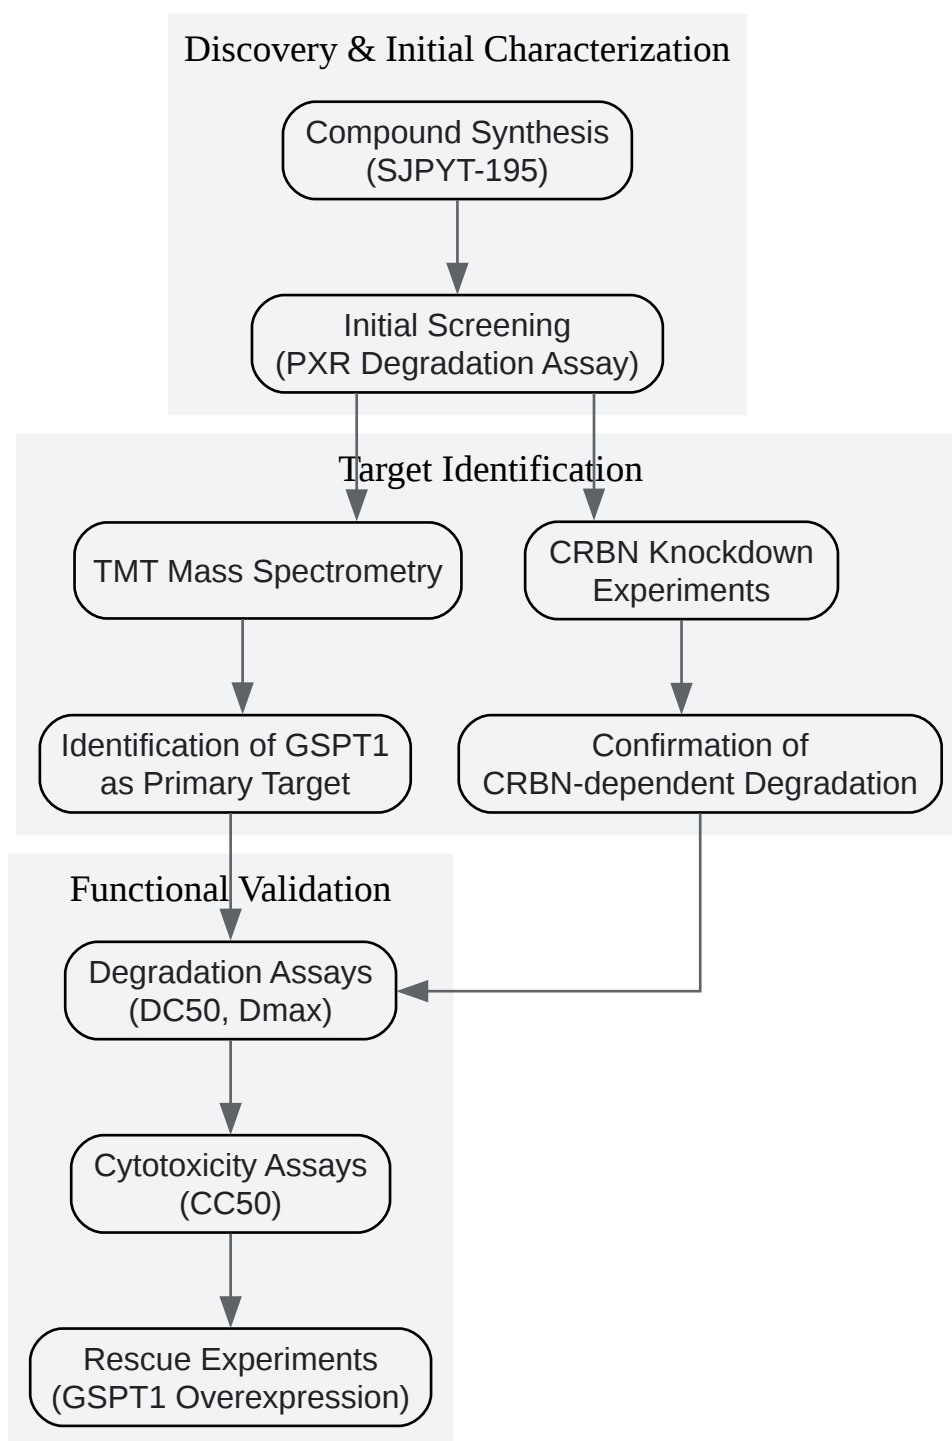 Discovery & Initial Characterization
Compound Synthesis
(SJPYT-195)
Initial Screening
(PXR Degradation Assay)
Target Identification
TMT Mass Spectrometry
CRBN Knockdown
Experiments
Identification of GSPT1
as Primary Target
Confirmation of
CRBN-dependent Degradation
Functional Validation
Degradation Assays
(DC50, Dmax)
Cytotoxicity Assays
(CC50)
Rescue Experiments
(GSPT1 Overexpression)